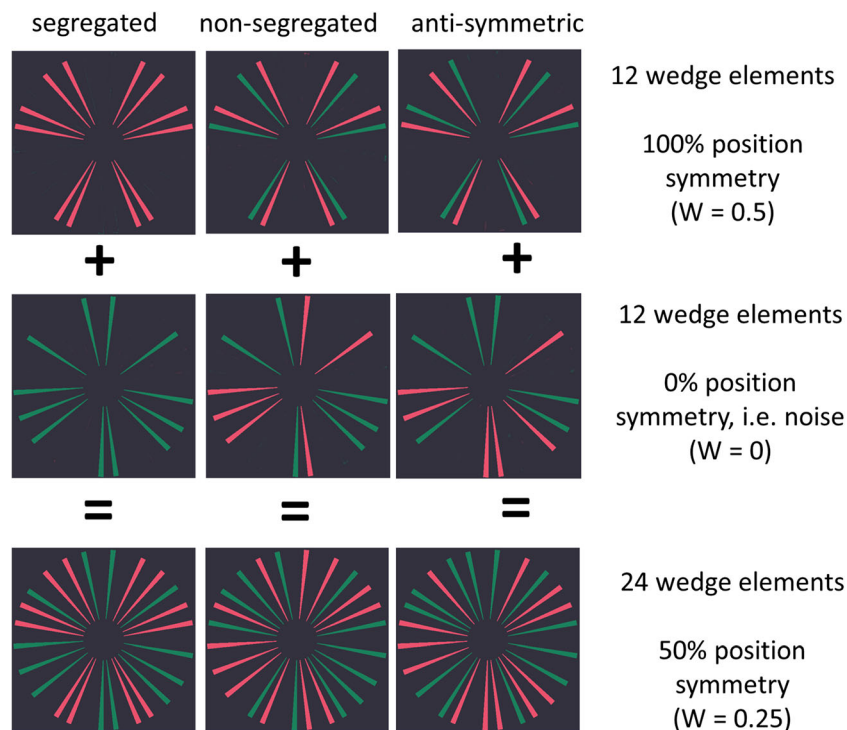 segregated non-segregated anti-symmetric
12 wedge elements
100% position
symmetry
(W = 0.5)
+ + +
12 wedge elements
0% position
symmetry, i.e. noise
(W = 0)
= = =
24 wedge elements
50% position
symmetry
(W = 0.25)